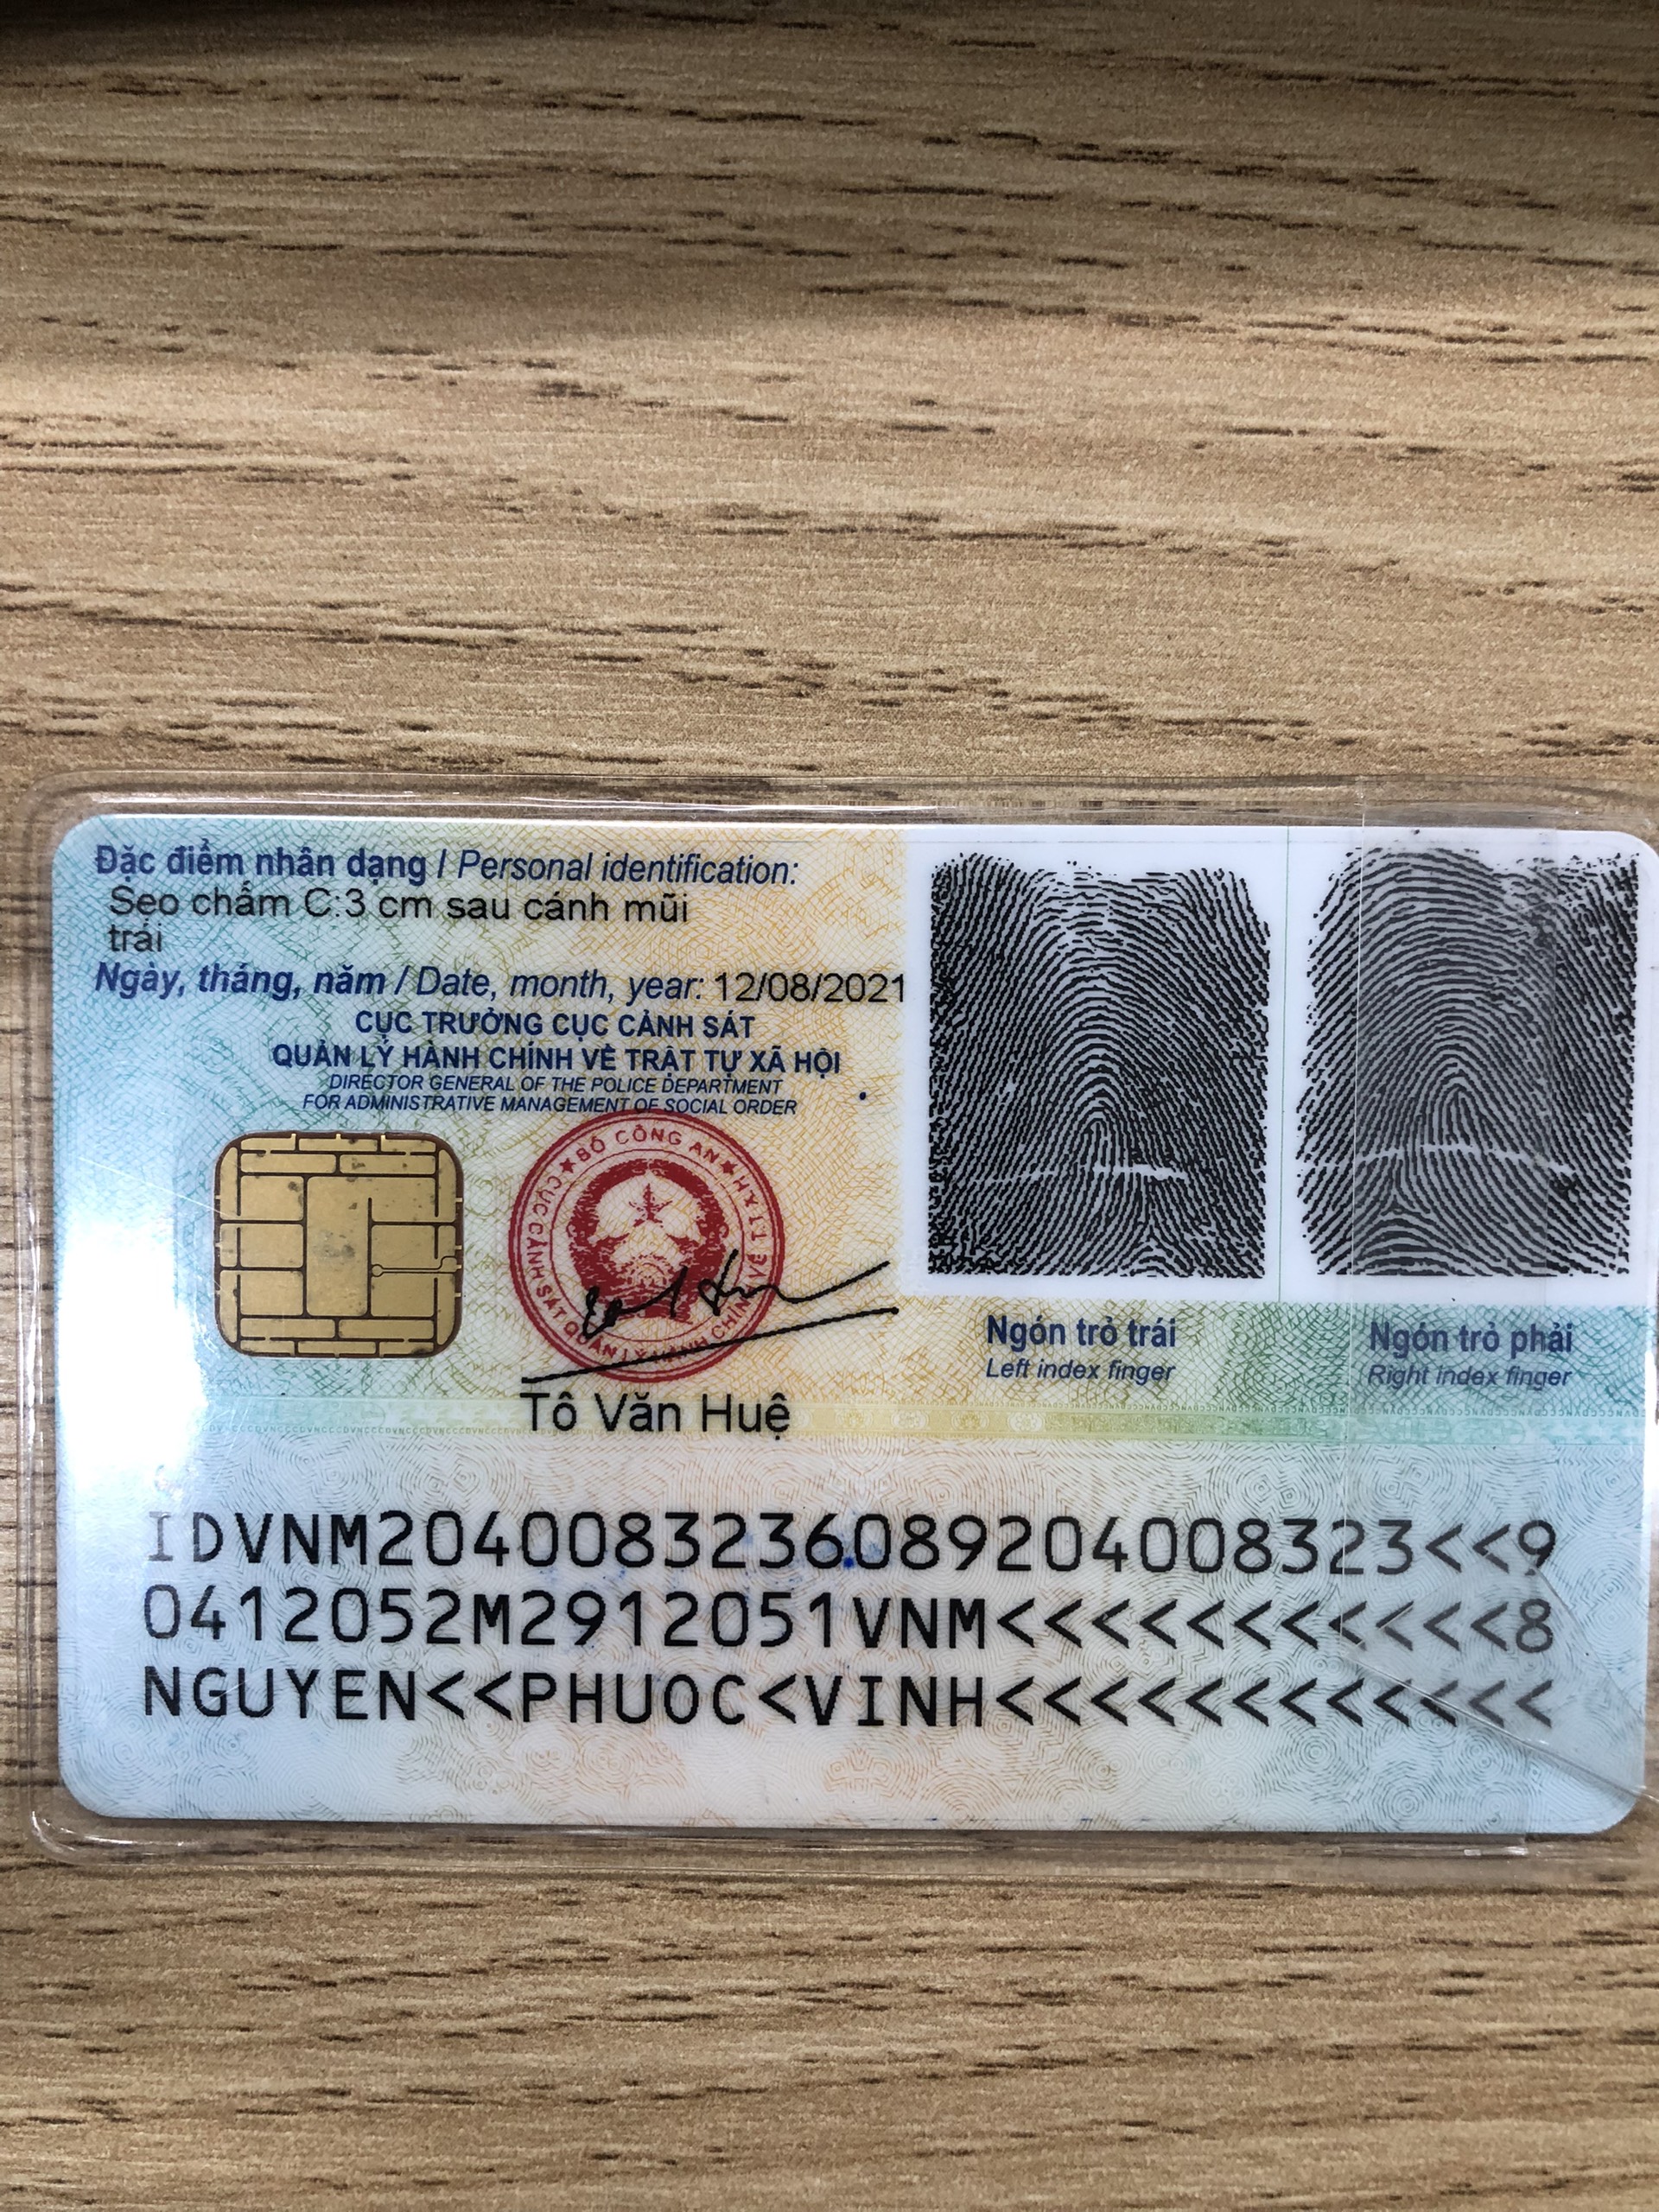 Đặc điểm nhân dạng / Personal identification:
Sẹo chấm C:3 cm sau cánh mũi
trái
Ngày, tháng, năm / Date, month, year: 12/08/2021
CỤC TRƯỞNG CỤC CẢNH SÁT
QUẢN LÝ HÀNH CHÍNH VỀ TRẬT TỰ XÃ HỘI
DIRECTOR GENERAL OF THE POLICE DEPARTMENT
FOR ADMINISTRATIVE MANAGEMENT OF SOCIAL ORDER
BỘ CÔNG AN
CỤC CẢNH SÁT QUẢN LÝ HÀNH CHÍNH VỀ TTXH
Tô Văn Huệ
Ngón trỏ trái
Left index finger
Ngón trỏ phải
Right index finger
IDVNM2040083236089204008323<<9
0412052M2912051VNM<<<<<<<<<<<8
NGUYEN<<PHUOC<VINH<<<<<<<<<<<<